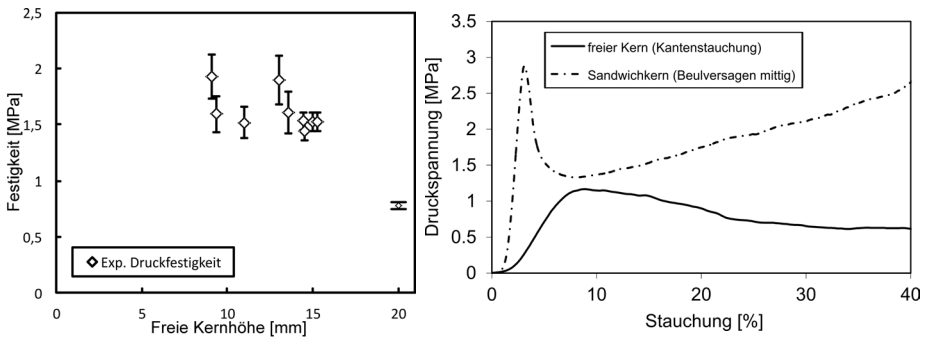 2,5
2
1,5
1
0,5
0
Festigkeit [MPa]
Exp. Druckfestigkeit
0 5 10 15 20
Freie Kernhöhe [mm]
3.5
3
2.5
2
1.5
1
0.5
0
Druckspannung [MPa]
freier Kern (Kantenstauchung)
Sandwichkern (Beulversagen mittig)
0 10 20 30 40
Stauchung [%]